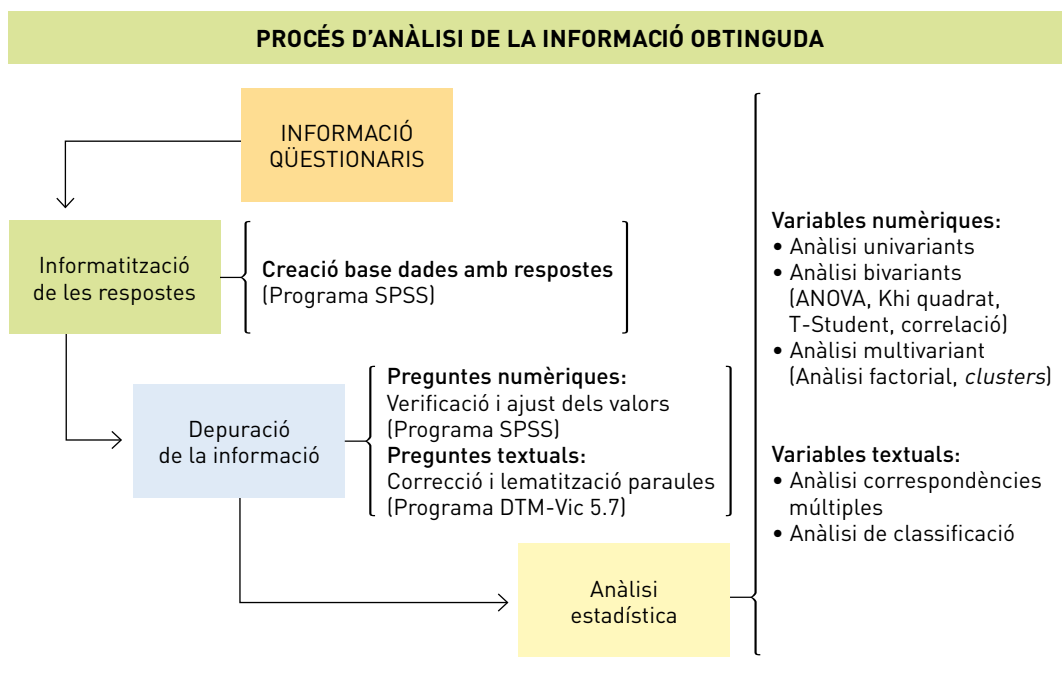 PROCÉS D’ANÀLISI DE LA INFORMACIÓ OBTINGUDA
INFORMACIÓ
QÜESTIONARIS
Informatització
de les respostes
Creació base dades amb respostes
(Programa SPSS)
Depuració
de la informació
Preguntes numèriques:
Verificació i ajust dels valors
(Programa SPSS)
Preguntes textuals:
Correcció i lematització paraules
(Programa DTM-Vic 5.7)
Anàlisi
estadística
Variables numèriques:
• Anàlisi univariants
• Anàlisi bivariants
(ANOVA, Khi quadrat,
T-Student, correlació)
• Anàlisi multivariant
(Anàlisi factorial, clusters)
Variables textuals:
• Anàlisi correspondències
múltiples
• Anàlisi de classificació